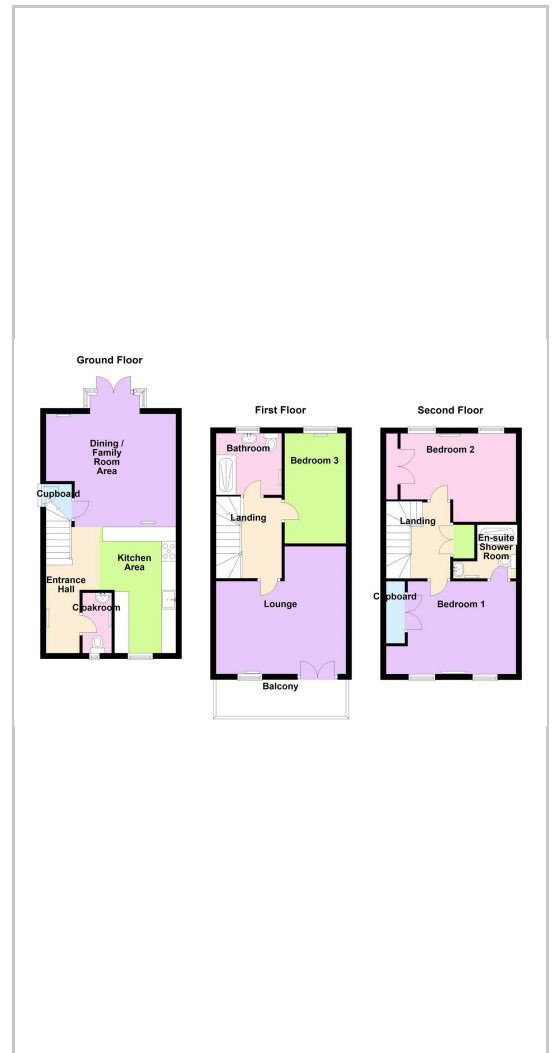 Ground Floor
Dining /
Family
Room
Area
Cupboard
Kitchen
Area
Entrance
Hall
Cloakroom
First Floor
Bathroom
Bedroom 3
Landing
Lounge
Balcony
Second Floor
Bedroom 2
Landing
En-suite
Shower
Room
Cupboard
Bedroom 1